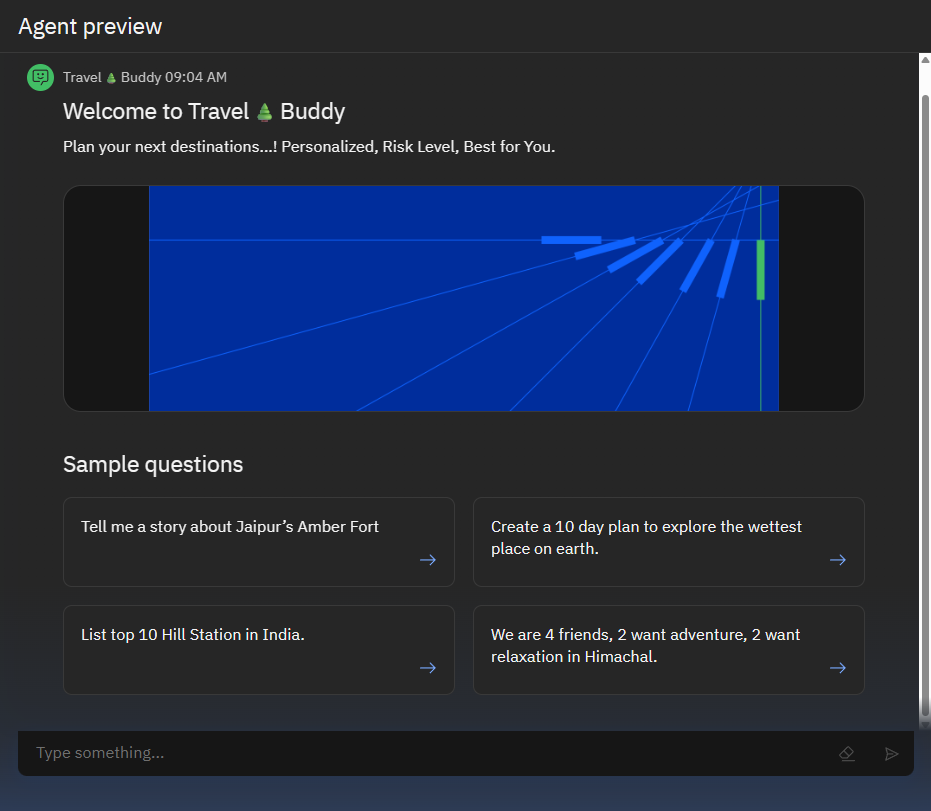 Agent preview
Travel 🌲 Buddy 09:04 AM
Welcome to Travel 🌲 Buddy
Plan your next destinations...! Personalized, Risk Level, Best for You.
Sample questions
Tell me a story about Jaipur’s Amber Fort
Create a 10 day plan to explore the wettest
place on earth.
List top 10 Hill Station in India.
We are 4 friends, 2 want adventure, 2 want
relaxation in Himachal.
Type something...